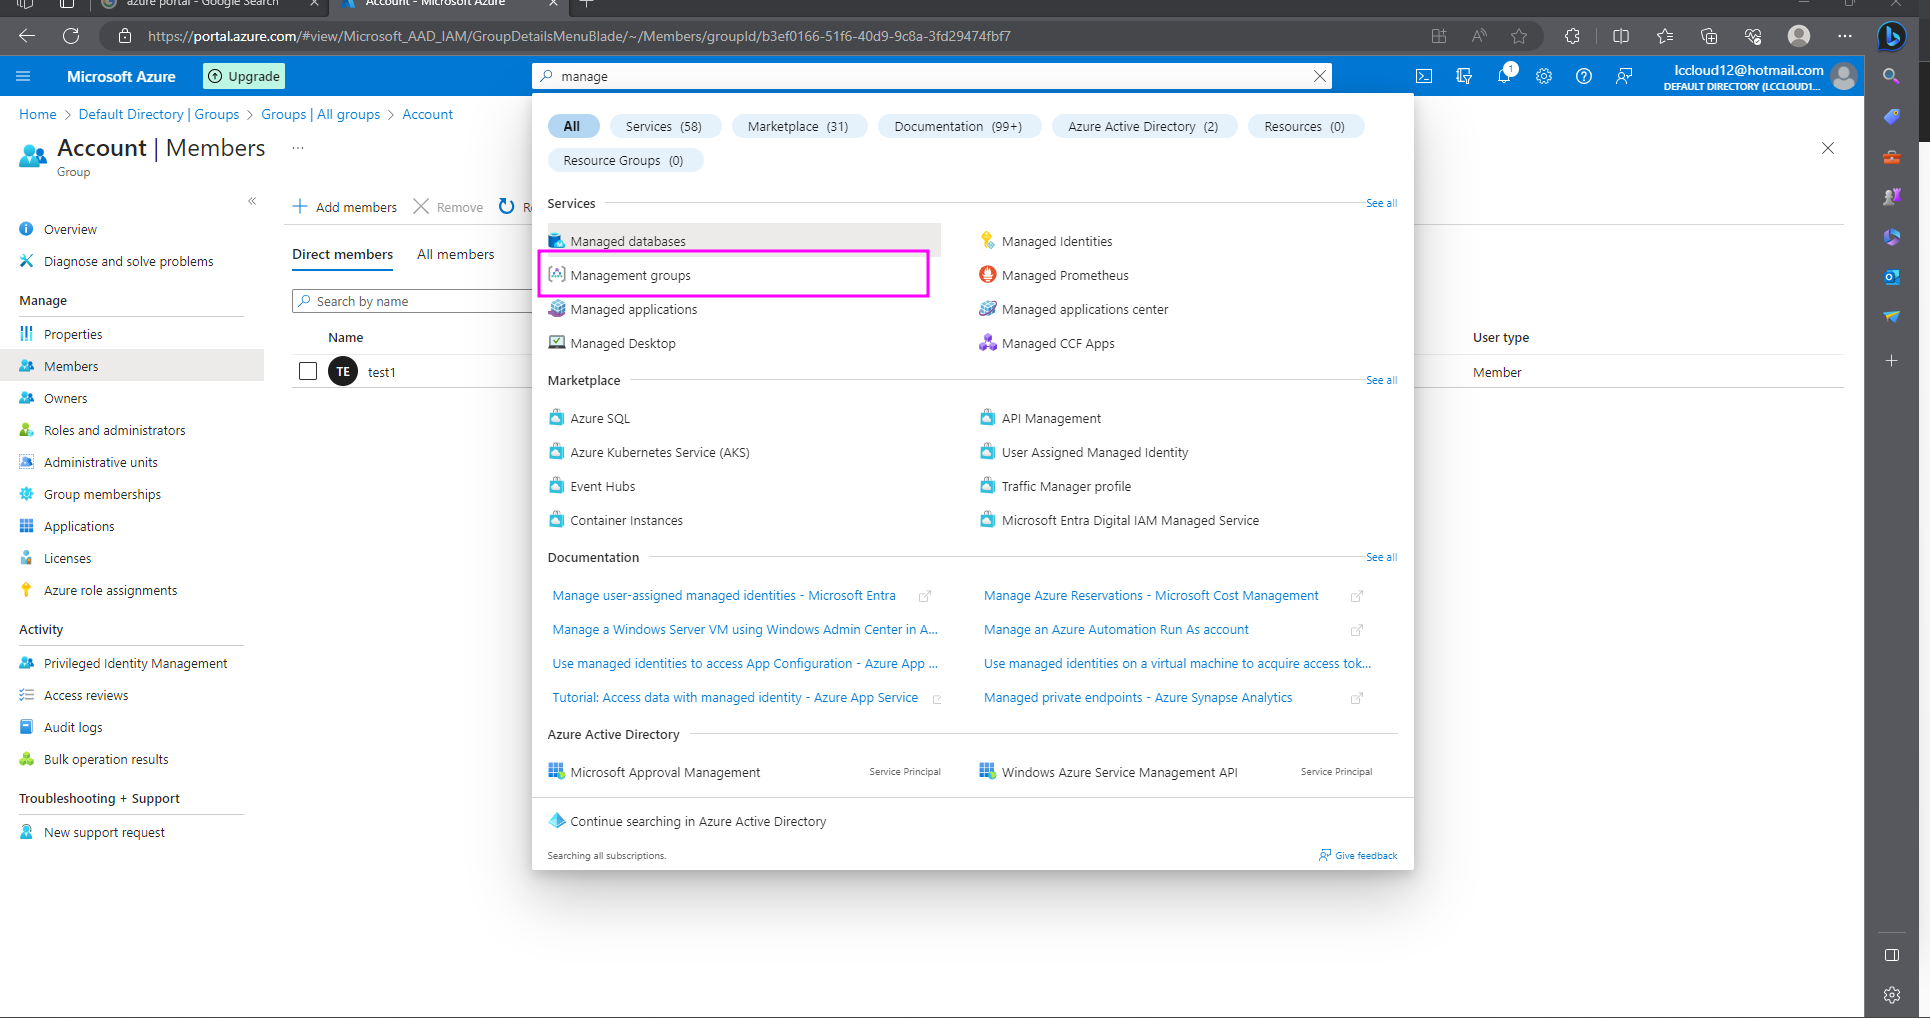 azure portal - Google Search
Account - Microsoft Azure
https://portal.azure.com/#view/Microsoft_AAD_IAM/GroupDetailsMenuBlade/~/Members/groupId/b3ef0166-51f6-40d9-9c8a-3fd29474fbf7
Microsoft Azure
Upgrade
manage
1
lccloud12@hotmail.com
DEFAULT DIRECTORY (LCCLOUD1...
Home > Default Directory | Groups > Groups | All groups > Account
Account | Members ...
Group
«
Overview
Diagnose and solve problems
Manage
Properties
Members
Owners
Roles and administrators
Administrative units
Group memberships
Applications
Licenses
Azure role assignments
Activity
Privileged Identity Management
Access reviews
Audit logs
Bulk operation results
Troubleshooting + Support
New support request
Add members
Remove
Direct members
All members
Search by name
Name
User type
TE
test1
Member
All
Services (58)
Marketplace (31)
Documentation (99+)
Azure Active Directory (2)
Resources (0)
Resource Groups (0)
Services
See all
Managed databases
Managed Identities
Management groups
Managed Prometheus
Managed applications
Managed applications center
Managed Desktop
Managed CCF Apps
Marketplace
See all
Azure SQL
API Management
Azure Kubernetes Service (AKS)
User Assigned Managed Identity
Event Hubs
Traffic Manager profile
Container Instances
Microsoft Entra Digital IAM Managed Service
Documentation
See all
Manage user-assigned managed identities - Microsoft Entra
Manage Azure Reservations - Microsoft Cost Management
Manage a Windows Server VM using Windows Admin Center in A...
Manage an Azure Automation Run As account
Use managed identities to access App Configuration - Azure App ...
Use managed identities on a virtual machine to acquire access tok...
Tutorial: Access data with managed identity - Azure App Service
Managed private endpoints - Azure Synapse Analytics
Azure Active Directory
Microsoft Approval Management
Service Principal
Windows Azure Service Management API
Service Principal
Continue searching in Azure Active Directory
Searching all subscriptions.
Give feedback